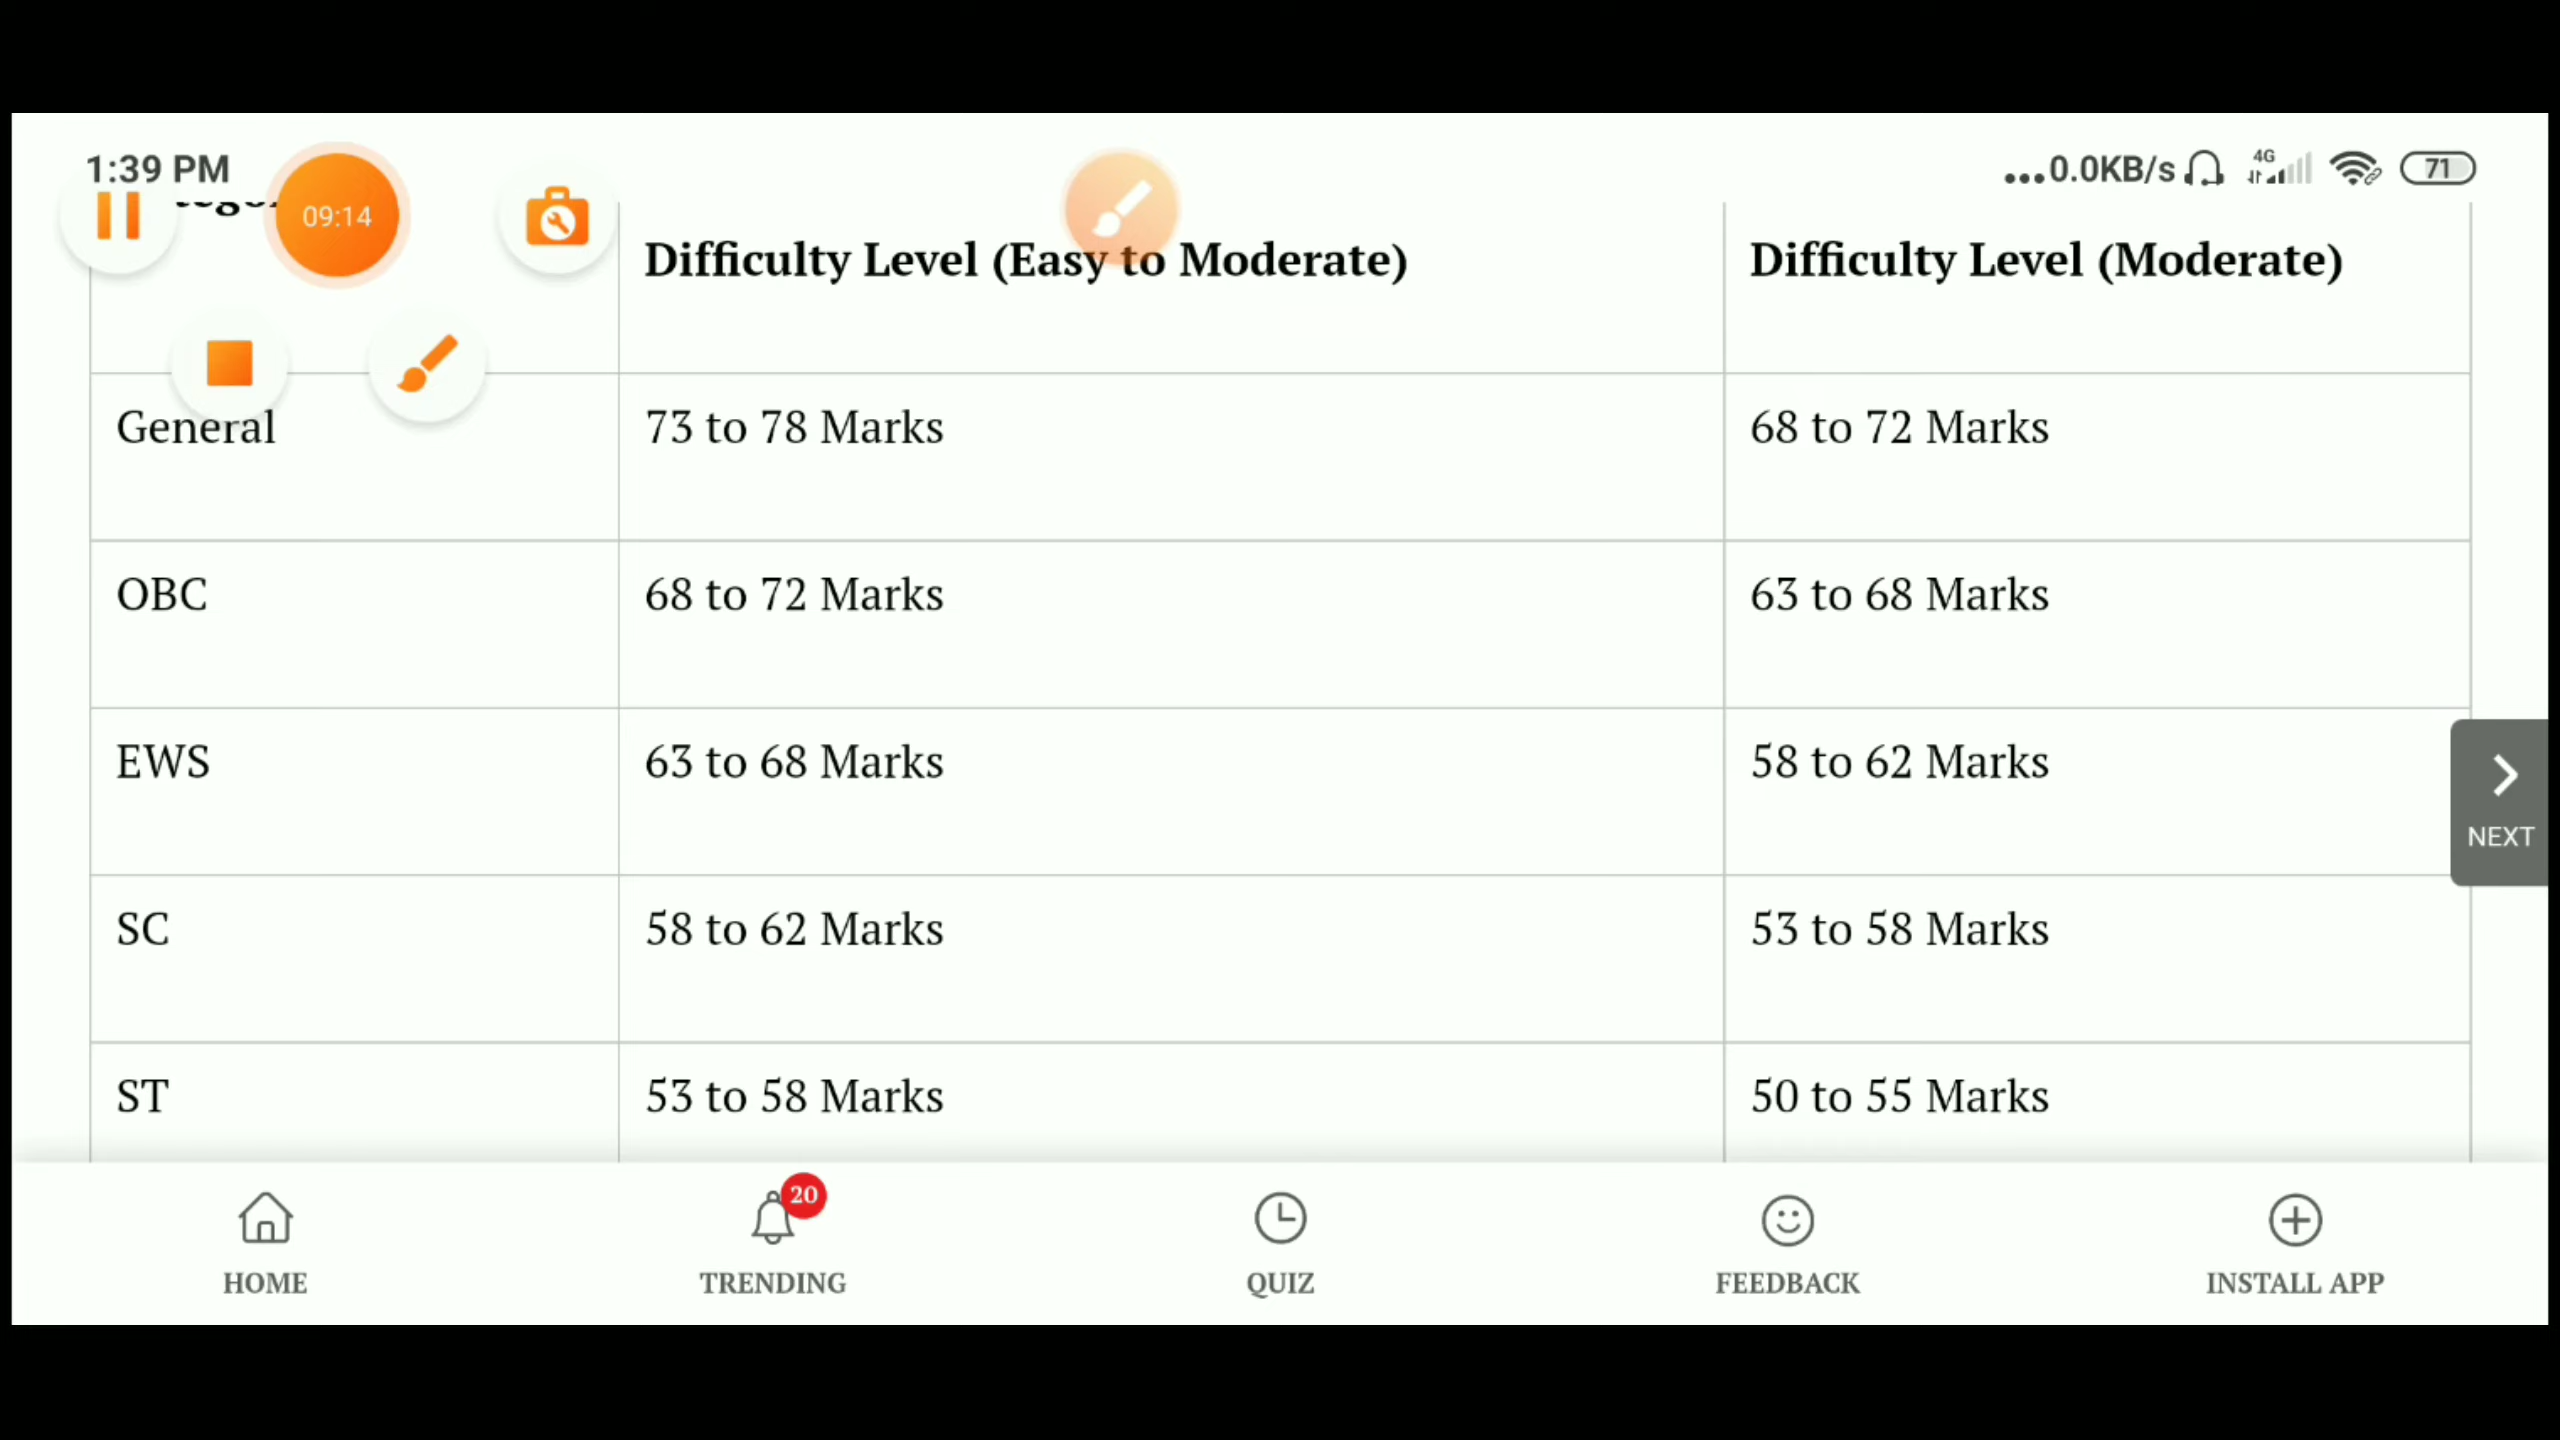 1:39 PM
...0.0KB/s 4G 71
09:14
Difficulty Level (Easy to Moderate) Difficulty Level (Moderate)
General 73 to 78 Marks 68 to 72 Marks
OBC 68 to 72 Marks 63 to 68 Marks
EWS 63 to 68 Marks 58 to 62 Marks
NEXT
SC 58 to 62 Marks 53 to 58 Marks
ST 53 to 58 Marks 50 to 55 Marks
20
HOME TRENDING QUIZ FEEDBACK INSTALL APP